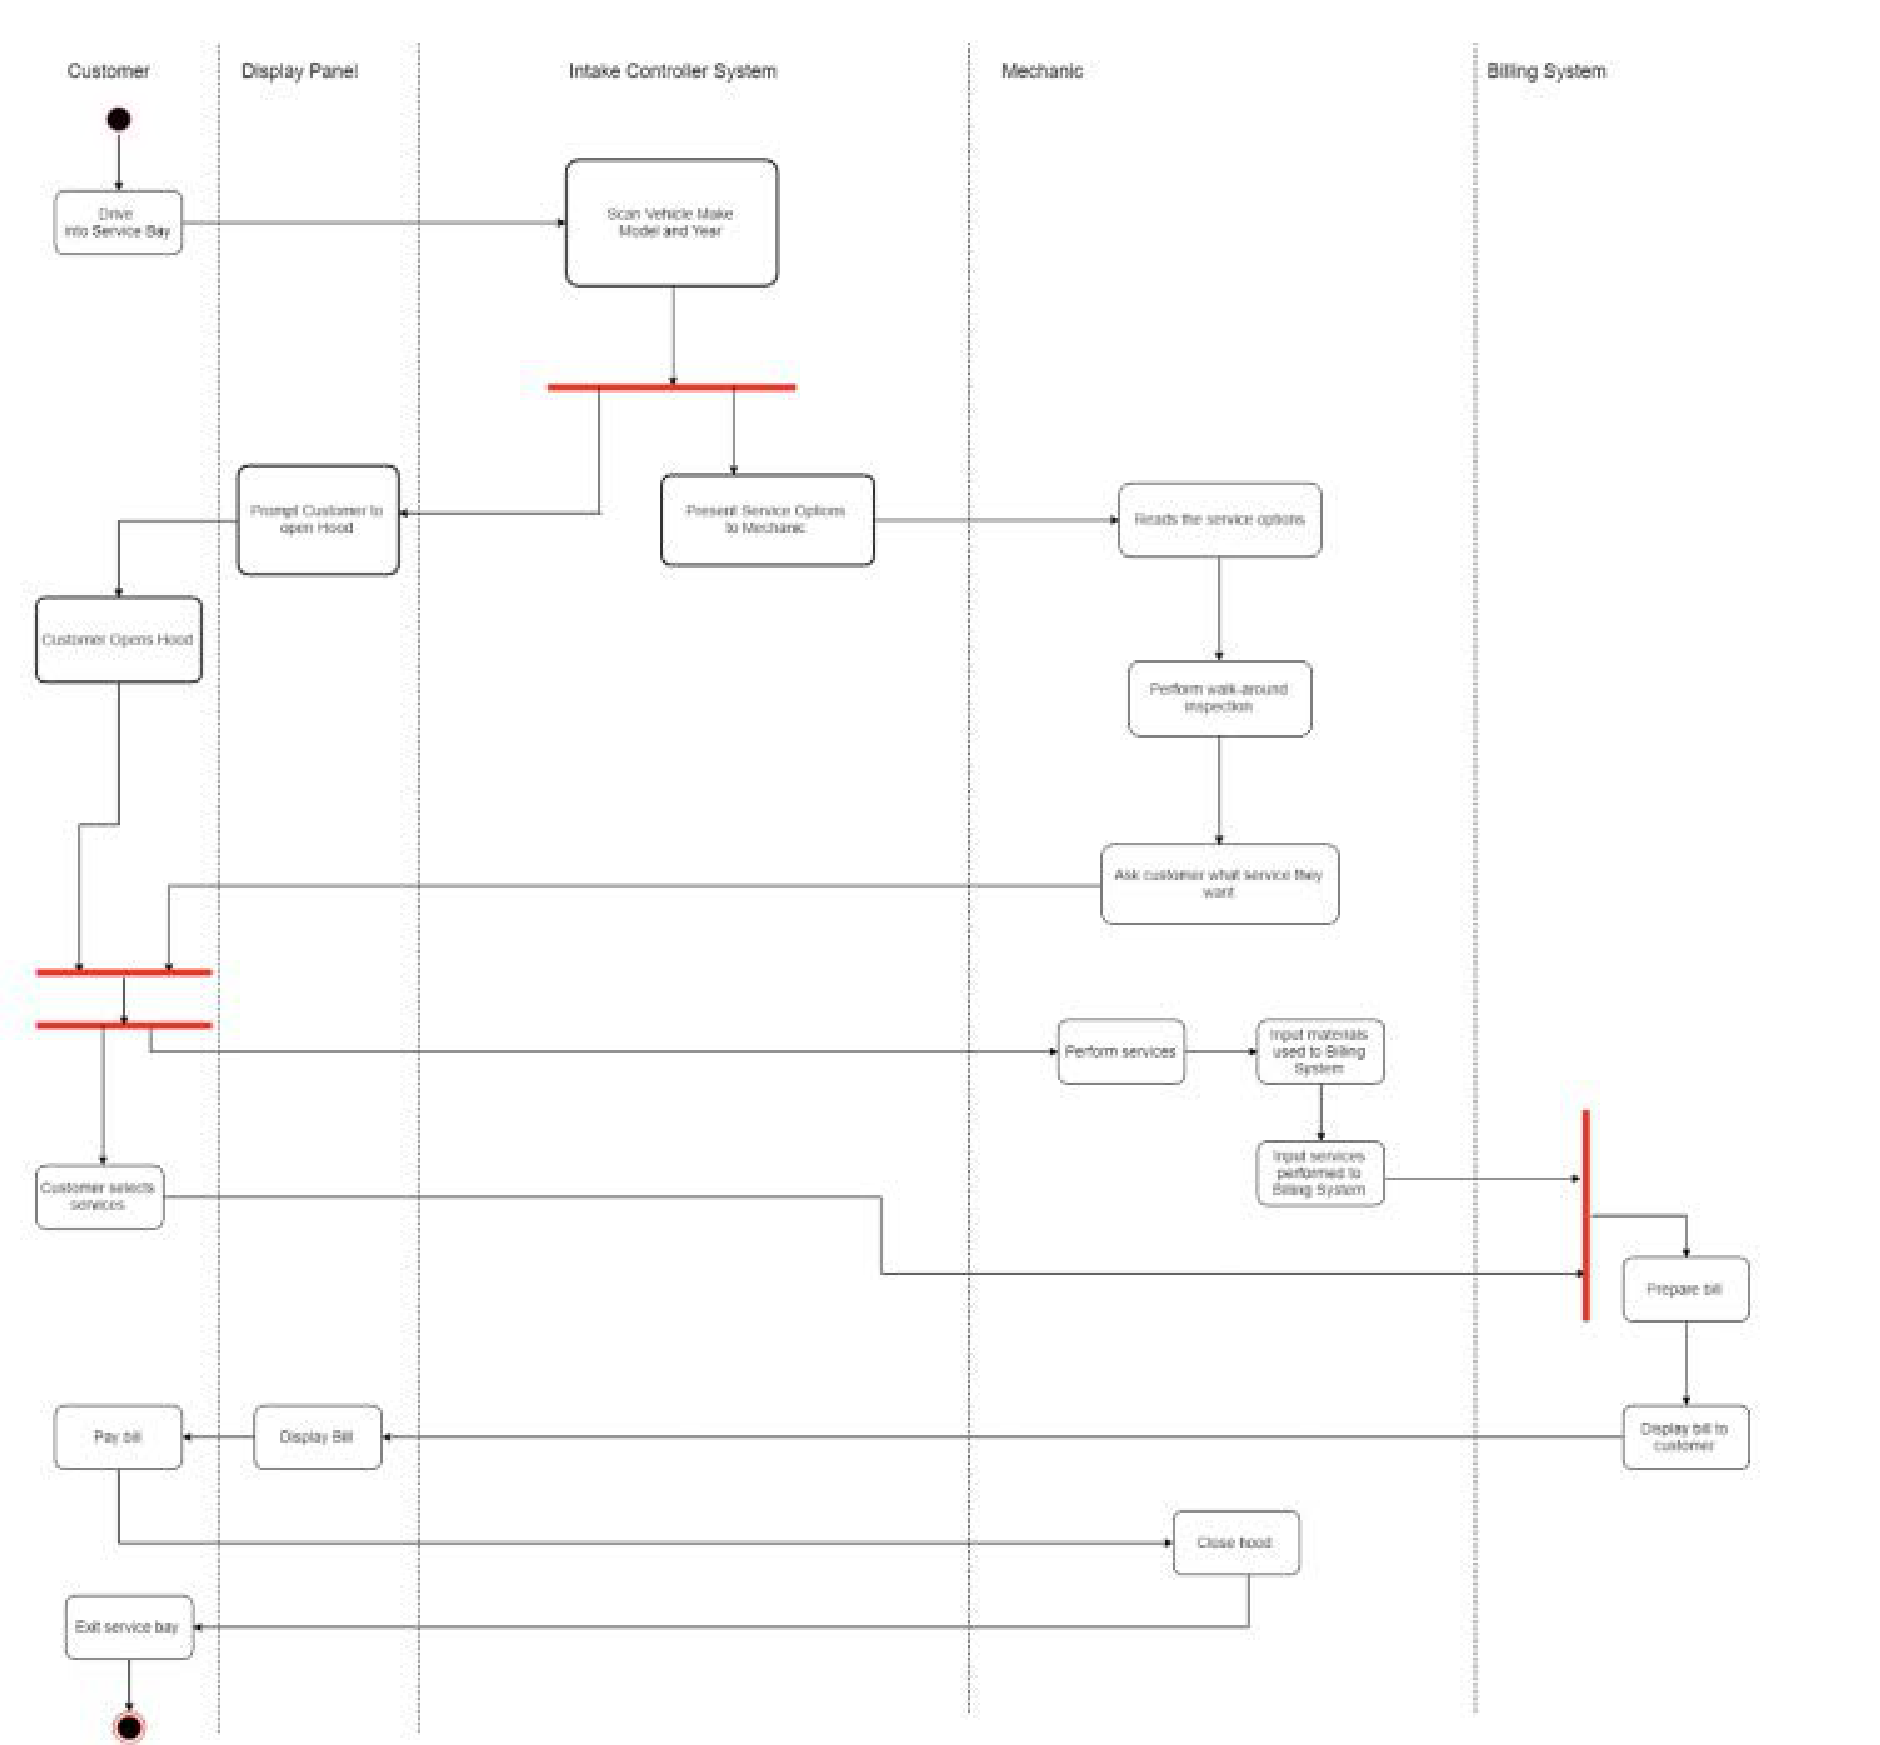 Customer
Display Panel
Intake Controller System
Mechanic
Billing System
Drive
into Service Bay
Scan Vehicle Make
Model and Year
Prompt Customer to
open Hood
Present Service Options
to Mechanic
Reads the service options
Customer Opens Hood
Perform walk-around
inspection
Ask customer what service they
want
Perform services
Input materials
used to Billing
System
Customer selects
services
Input services
performed to
Billing System
Prepare bill
Pay bill
Display Bill
Display bill to
customer
Close hood
Exit service bay